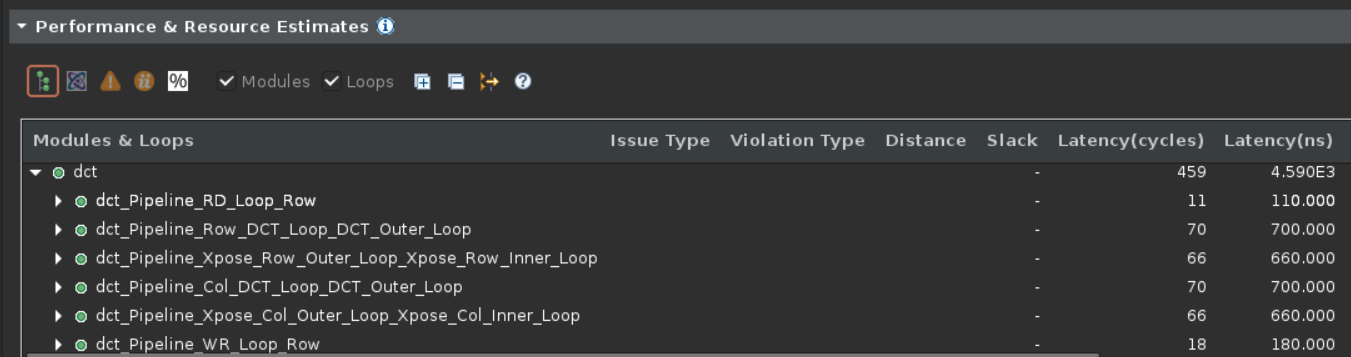 Performance & Resource Estimates i
% Modules Loops ?
Modules & Loops Issue Type Violation Type Distance Slack Latency(cycles) Latency(ns)
dct - 459 4.590E3
dct_Pipeline_RD_Loop_Row - 11 110.000
dct_Pipeline_Row_DCT_Loop_DCT_Outer_Loop - 70 700.000
dct_Pipeline_Xpose_Row_Outer_Loop_Xpose_Row_Inner_Loop - 66 660.000
dct_Pipeline_Col_DCT_Loop_DCT_Outer_Loop - 70 700.000
dct_Pipeline_Xpose_Col_Outer_Loop_Xpose_Col_Inner_Loop - 66 660.000
dct_Pipeline_WR_Loop_Row - 18 180.000